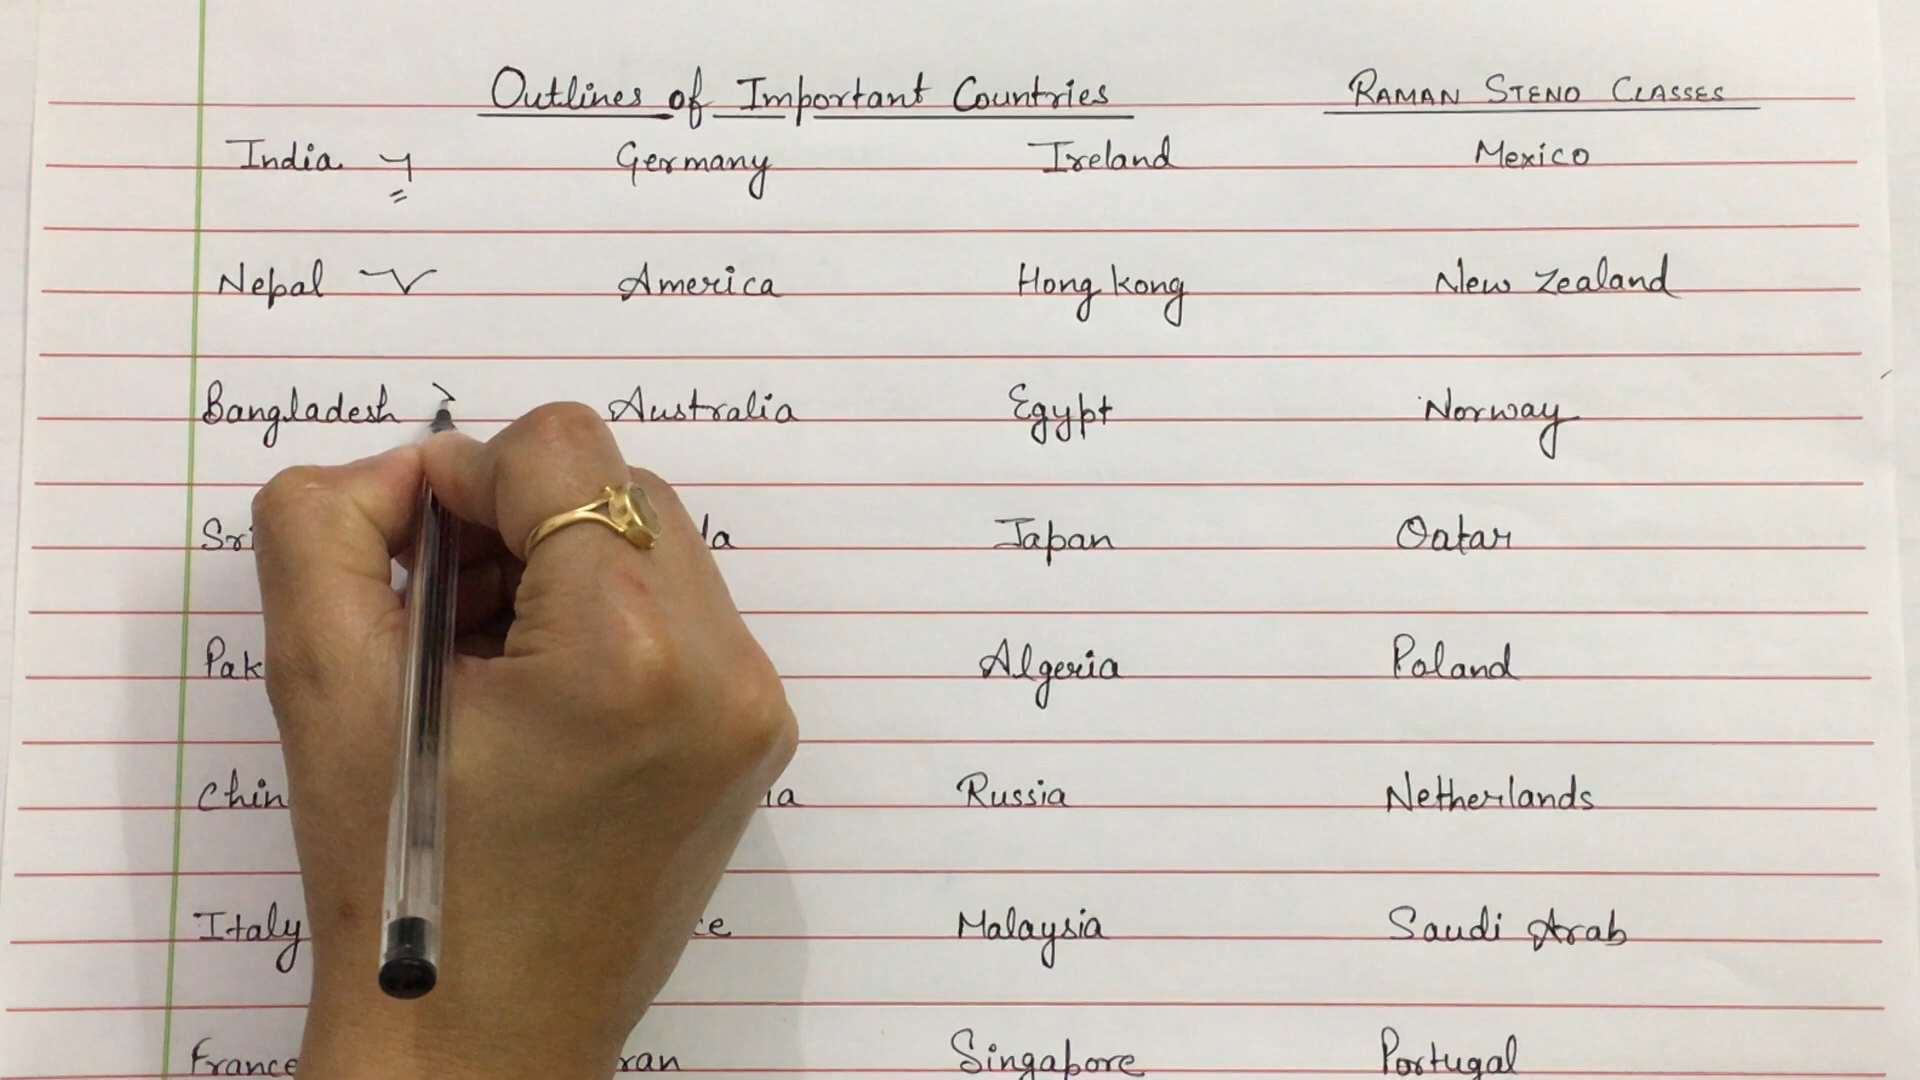 Outlines of Important Countries RAMAN STENO CLASSES
India Germany Ireland Mexico
Nepal America Hong kong New Zealand
Bangladesh Australia Egypt Norway
Japan Qatar
Algeria Poland
Russia Netherlands
Italy Malaysia Saudi Arab
France Singapore Portugal